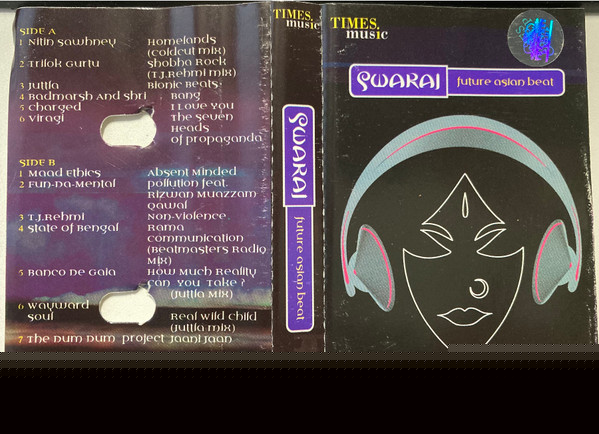 SIDE A
1 Nitin Sawhney Homelands
(Coldcut Mix)
2 Trilok Gurtu Shobha Rock
(T.J.Rehmi Mix)
3 Juttla Bionic Beats
4 Badmarsh and Shri Bang
5 Charged I Love You
6 Viragi The Seven
Heads
of Propaganda
SIDE B
1 Maad Ethics Absent Minded
2 Fun-Da-Mental Pollution feat.
Rizwan Muazzam
Qawal
3 T.J.Rehmi Non-Violence
4 State of Bengal Rama
Communication
(Beatmasters Radio
Mix)
5 Banco De Gaia How Much Reality
Can You Take?
(Juttla Mix)
6 Wayward
Soul Real Wild Child
(Juttla Mix)
7 The Dum Dum Project Jaani Jaan
TIMES.
music
SWARAJ
future asian beat
TIMES.
music
SWARAJ future asian beat